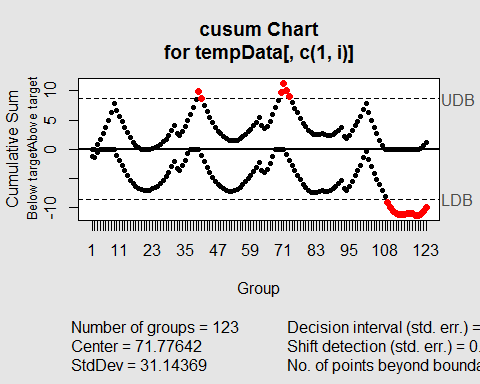 cusum Chart
for tempData[, c(1, i)]
Cumulative Sum
Below target
Above target
10
5
0
-10
UDB
LDB
1 11 23 35 47 59 71 83 95 108 123
Group
Number of groups = 123
Center = 71.77642
StdDev = 31.14369
Decision interval (std. err.) =
Shift detection (std. err.) = 0.
No. of points beyond bounda